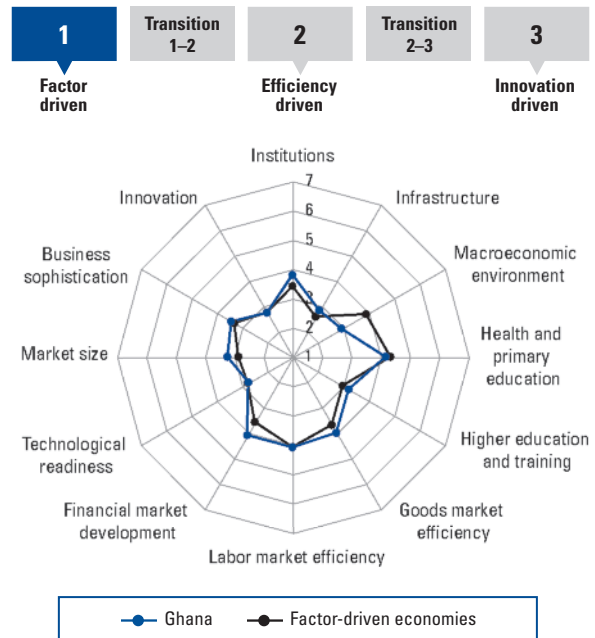 1
Transition
1–2
2
Transition
2–3
3
Factor
driven
Efficiency
driven
Innovation
driven
Institutions
Infrastructure
Macroeconomic
environment
Health and
primary
education
Higher education
and training
Goods market
efficiency
Labor market efficiency
Financial market
development
Technological
readiness
Market size
Business
sophistication
Innovation
7
6
5
4
3
2
1
Ghana
Factor-driven economies